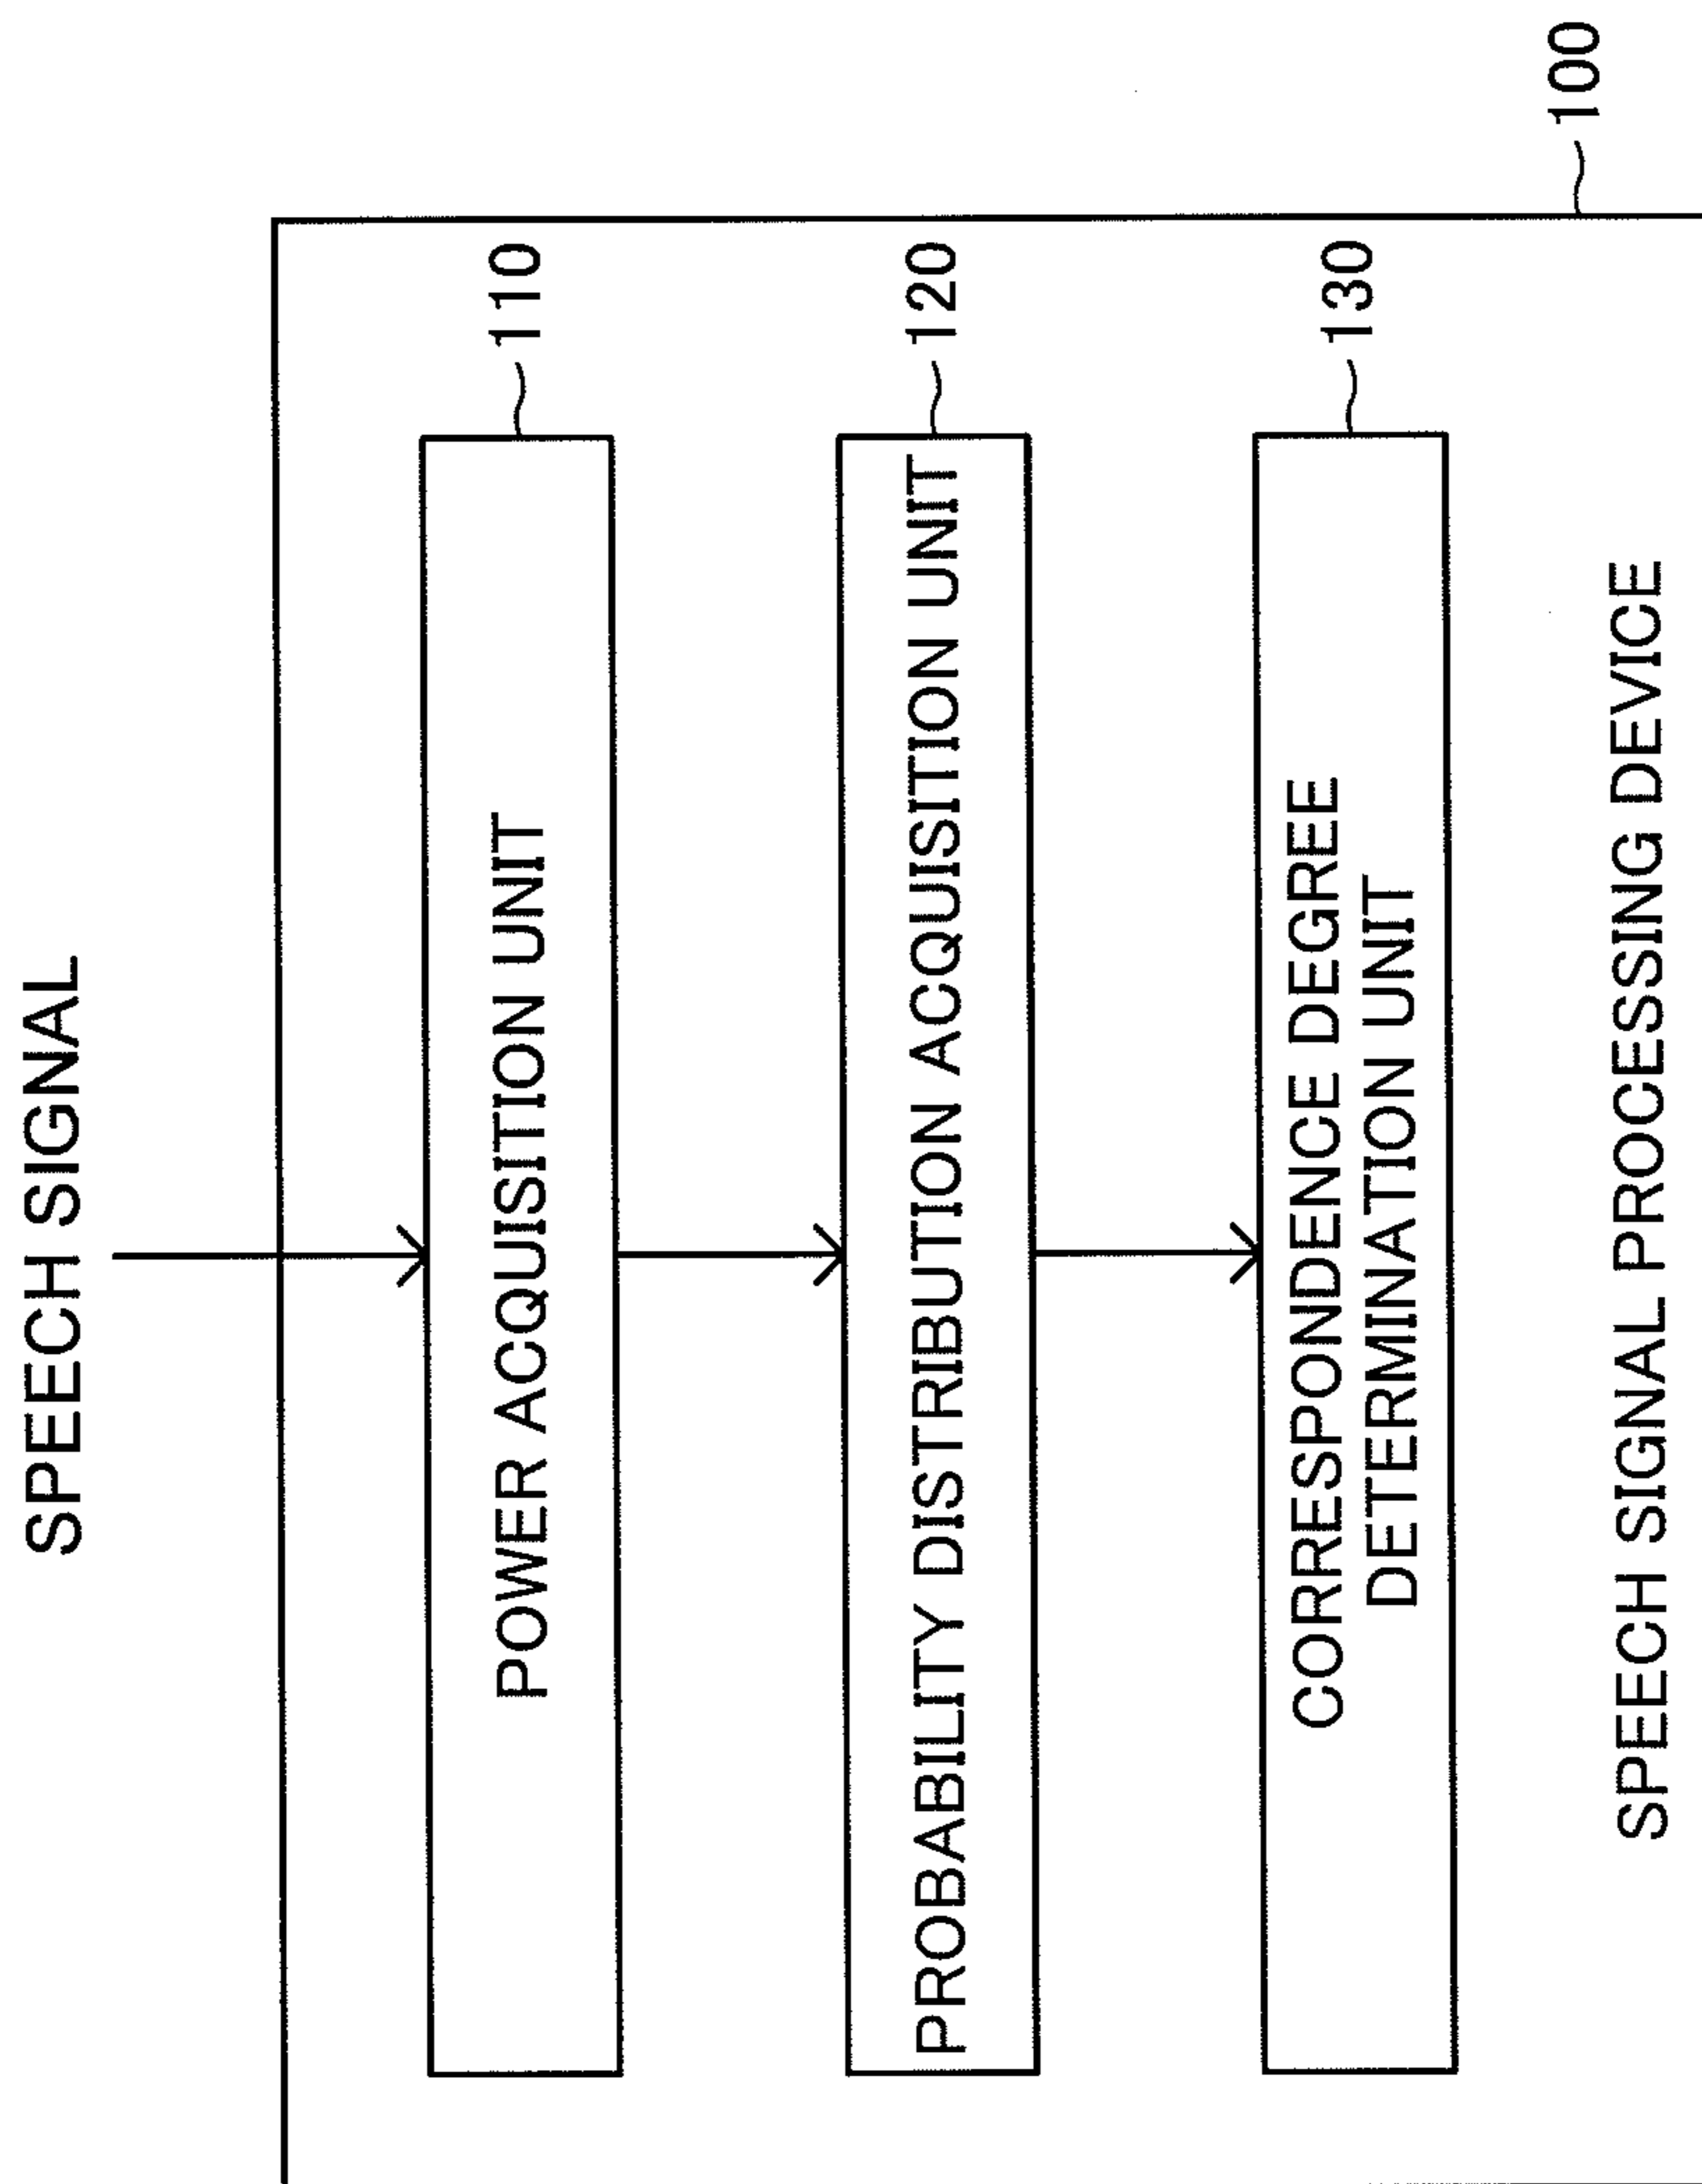 SPEECH SIGNAL
110
POWER ACQUISITION UNIT
120
PROBABILITY DISTRIBUTION ACQUISITION UNIT
130
CORRESPONDENCE DEGREE
DETERMINATION UNIT
100
SPEECH SIGNAL PROCESSING DEVICE